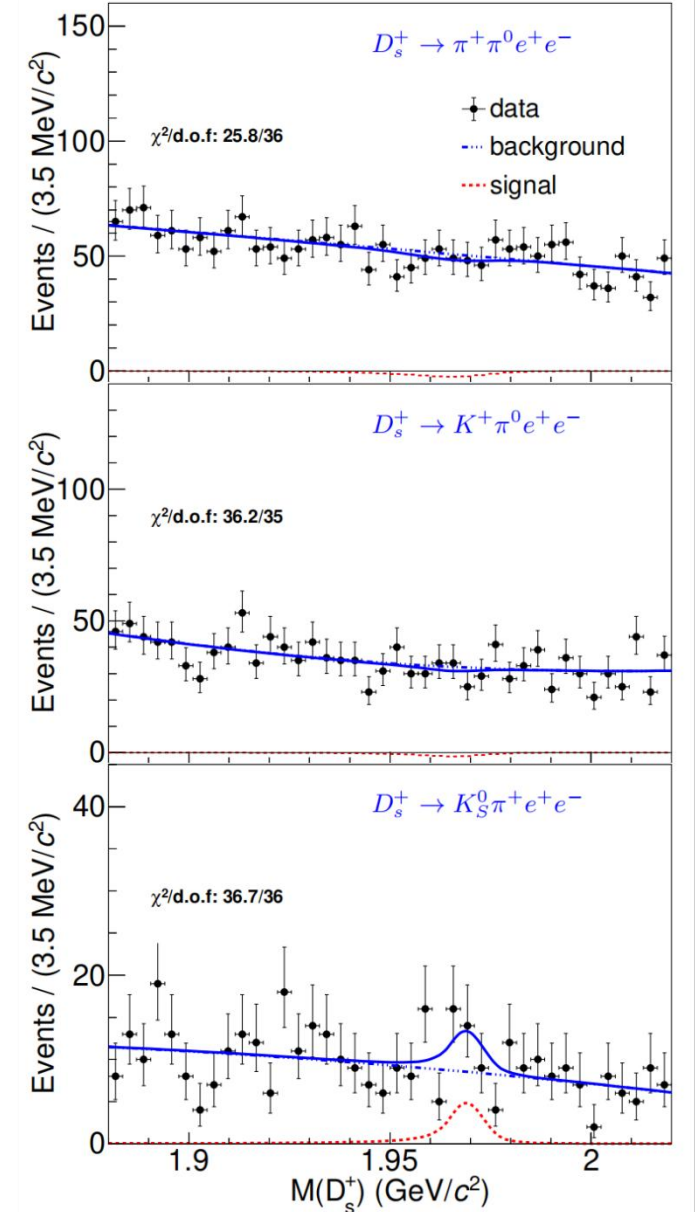 150
D_s^+ → π^+π^0e^+e^-
data
χ²/d.o.f: 25.8/36
100
background
signal
50
0
Events / (3.5 MeV/c²)
D_s^+ → K^+π^0e^+e^-
100
χ²/d.o.f: 36.2/35
50
0
Events / (3.5 MeV/c²)
D_s^+ → K_S^0π^+e^+e^-
40
χ²/d.o.f: 36.7/36
20
0
Events / (3.5 MeV/c²)
1.9 1.95 2
M(D_s^+) (GeV/c²)